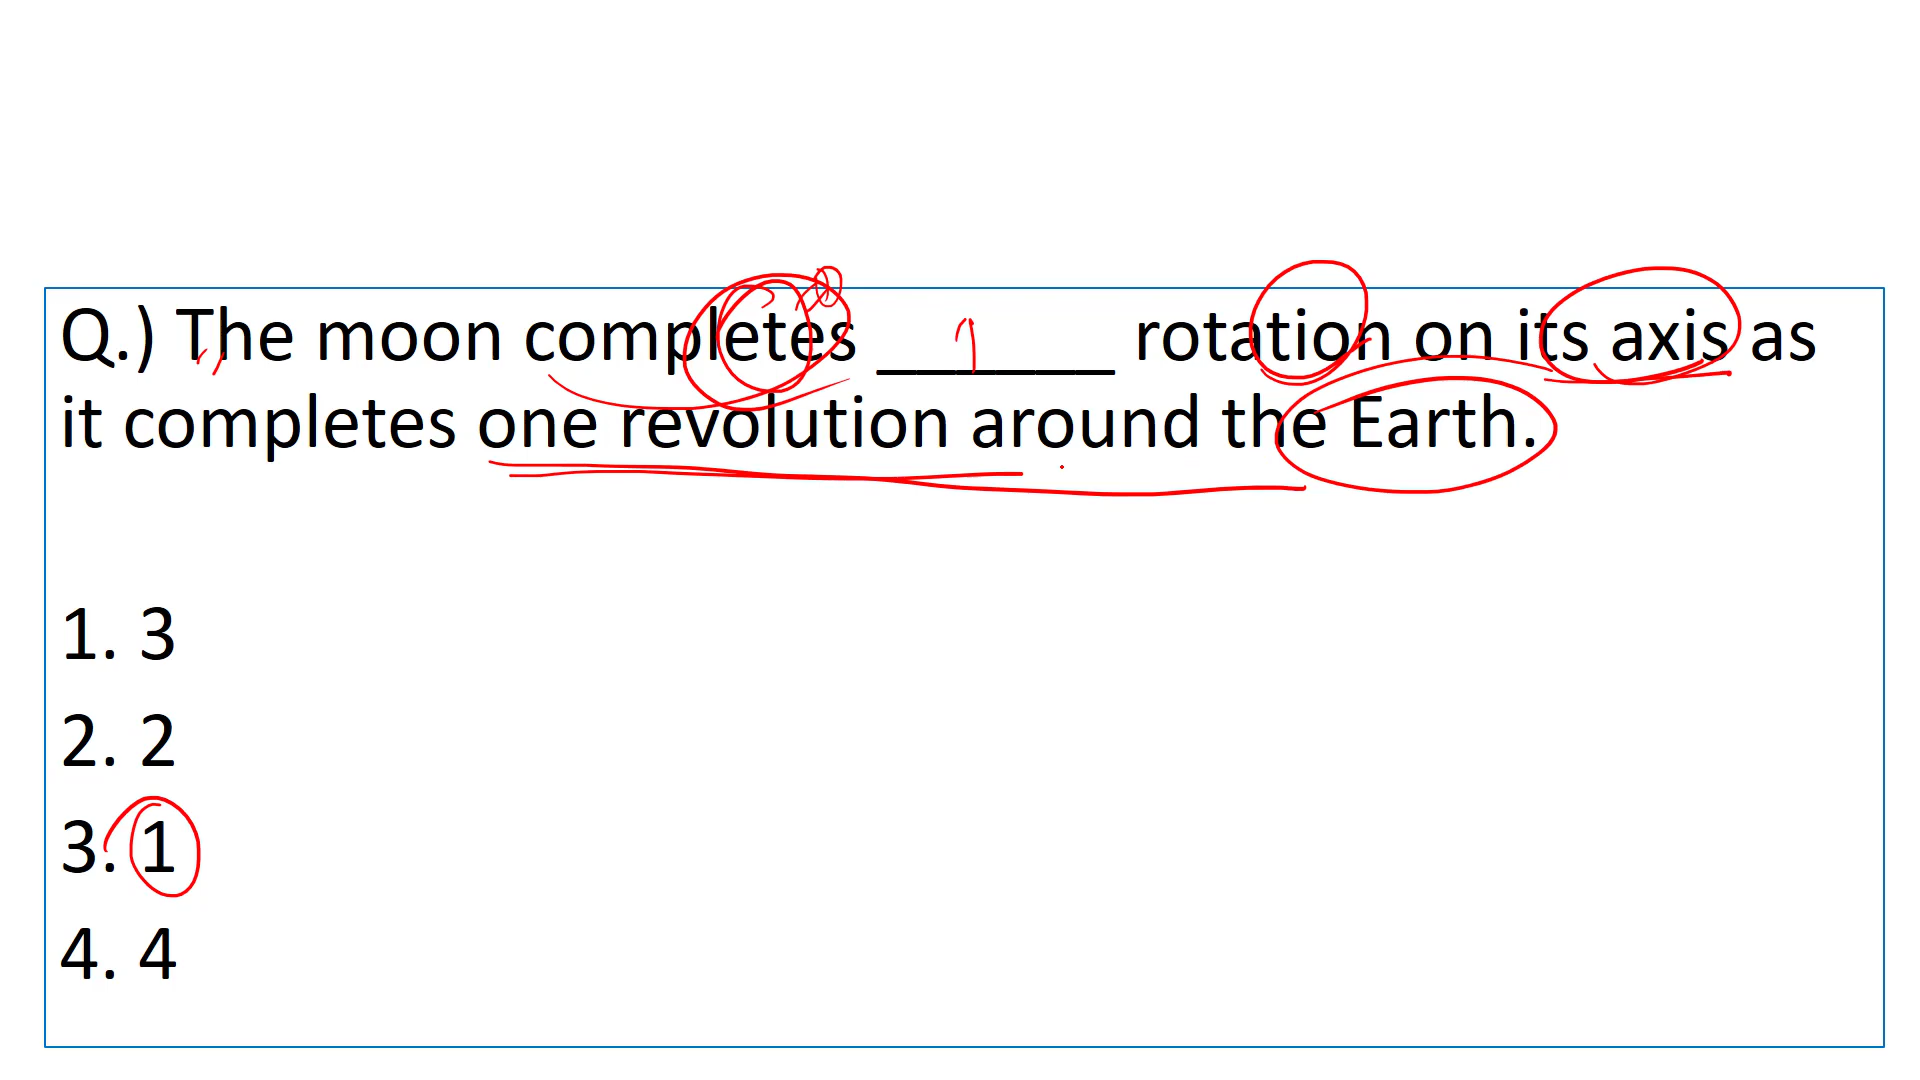 Q.) The moon completes ______ rotation on its axis as
it completes one revolution around the Earth.
1
1. 3
2. 2
3. 1
4. 4